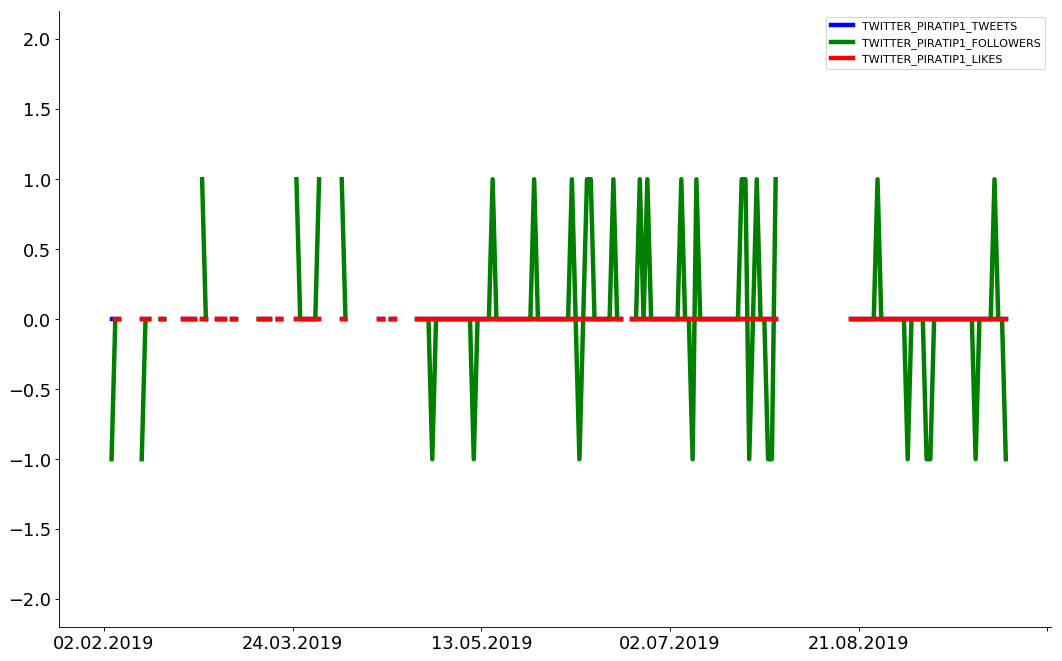 TWITTER_PIRATIP1_TWEETS
TWITTER_PIRATIP1_FOLLOWERS
TWITTER_PIRATIP1_LIKES
2.0
1.5
1.0
0.5
0.0
−0.5
−1.0
−1.5
−2.0
02.02.2019 24.03.2019 13.05.2019 02.07.2019 21.08.2019